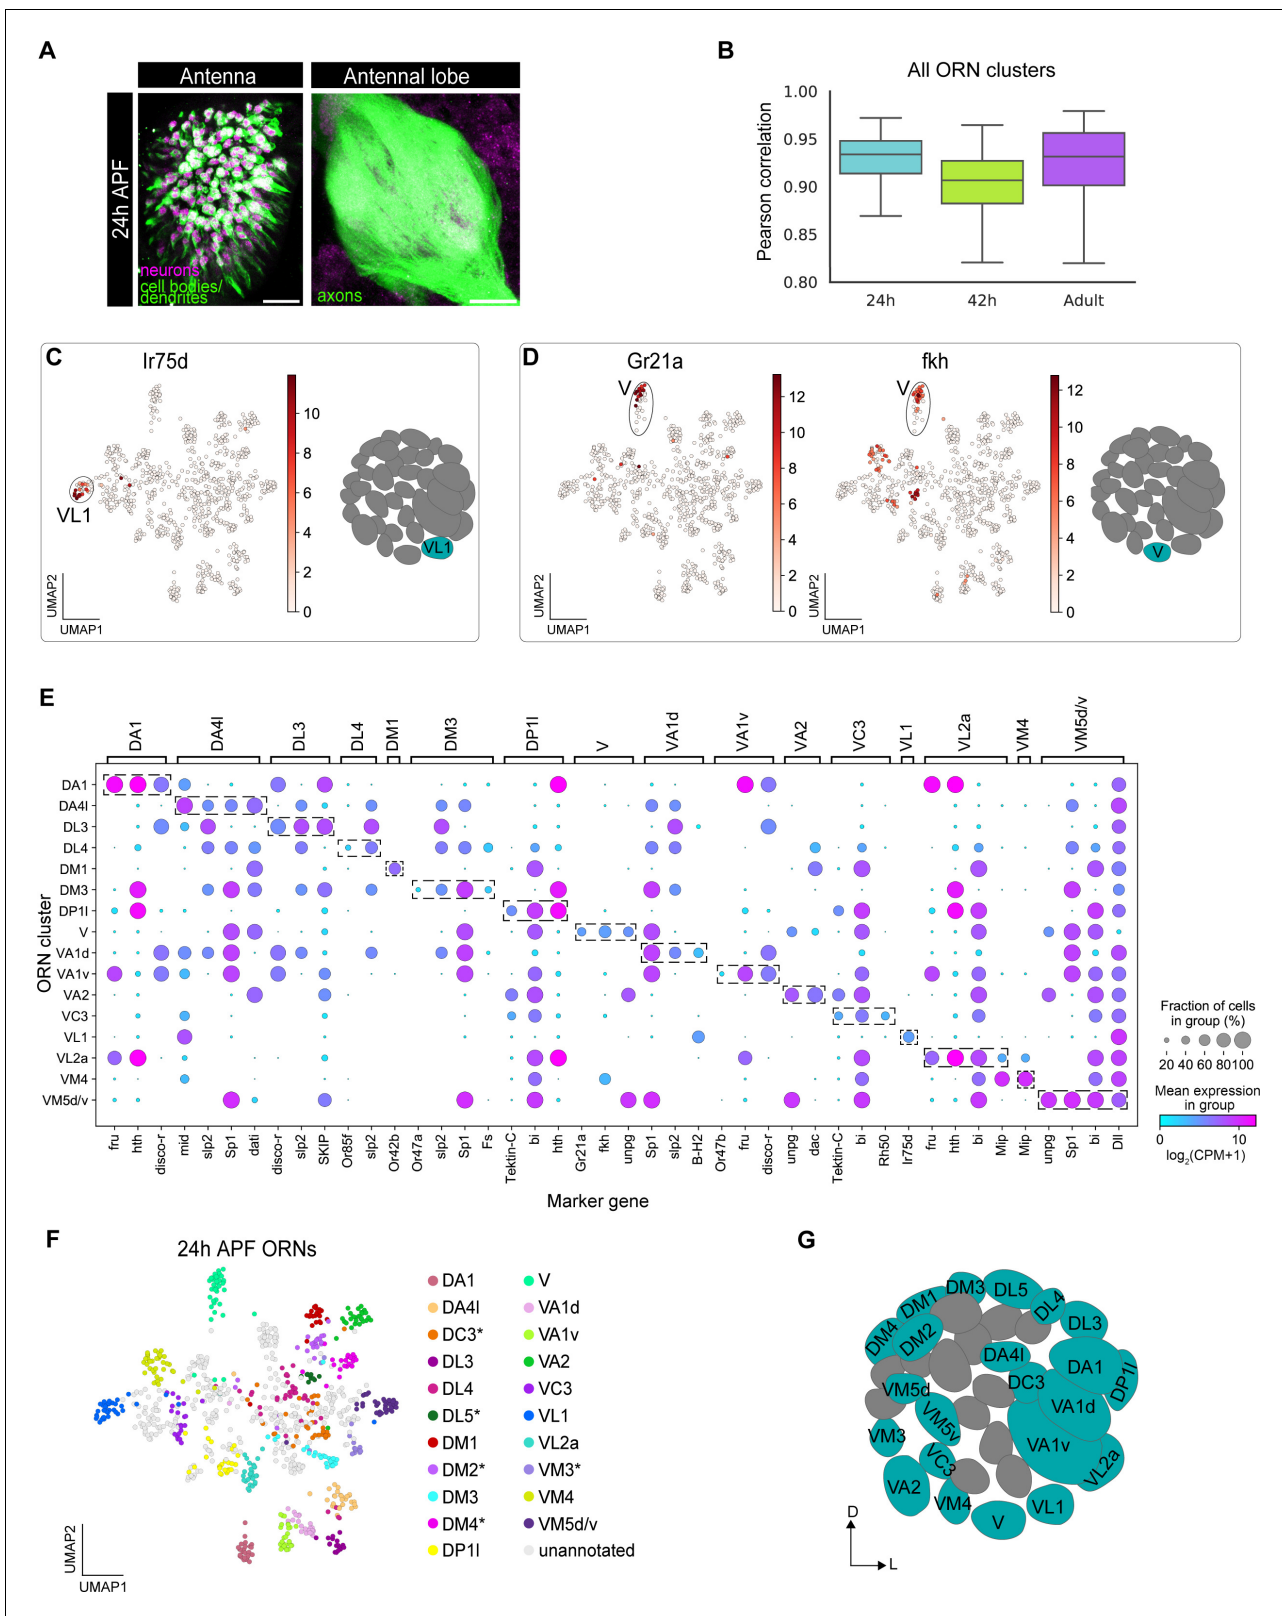 A
Antenna
Antennal lobe
24h APF
neurons
cell bodies/
dendrites
axons
B
All ORN clusters
Pearson correlation
1.00
0.95
0.90
0.85
0.80
24h
42h
Adult
C
Ir75d
VL1
10
8
6
4
2
0
UMAP2
UMAP1
VL1
D
Gr21a
V
12
10
8
6
4
2
0
UMAP2
UMAP1
fkh
V
12
10
8
6
4
2
0
UMAP2
UMAP1
V
E
DA1
DA4l
DL3
DL4
DM1
DM3
DP1l
V
VA1d
VA1v
VA2
VC3
VL1
VL2a
VM4
VM5d/v
ORN cluster
DA1
DA4l
DL3
DL4
DM1
DM3
DP1l
V
VA1d
VA1v
VA2
VC3
VL1
VL2a
VM4
VM5d/v
fru
hth
disco-r
mid
slp2
Sp1
dati
disco-r
slp2
SKIP
Or85f
slp2
Or42b
Or47a
slp2
Sp1
Fs
Tektin-C
bi
hth
Gr21a
fkh
unpg
Sp1
slp2
B-H2
Or47b
fru
disco-r
unpg
dac
Tektin-C
bi
Rh50
Ir75d
fru
hth
bi
Mip
Mip
unpg
Sp1
bi
Dll
Marker gene
Fraction of cells
in group (%)
20 40 60 80 100
Mean expression
in group
0 10
log2(CPM+1)
F
24h APF ORNs
UMAP2
UMAP1
DA1
DA4l
DC3*
DL3
DL4
DL5*
DM1
DM2*
DM3
DM4*
DP1l
V
VA1d
VA1v
VA2
VC3
VL1
VL2a
VM3*
VM4
VM5d/v
unannotated
G
DM3
DL5
DL4
DM1
DL3
DM4
DM2
DA4l
DA1
DP1l
DC3
VM5d
VA1d
VM5v
VM3
VA1v
VL2a
VC3
VA2
VM4
VL1
V
D
L